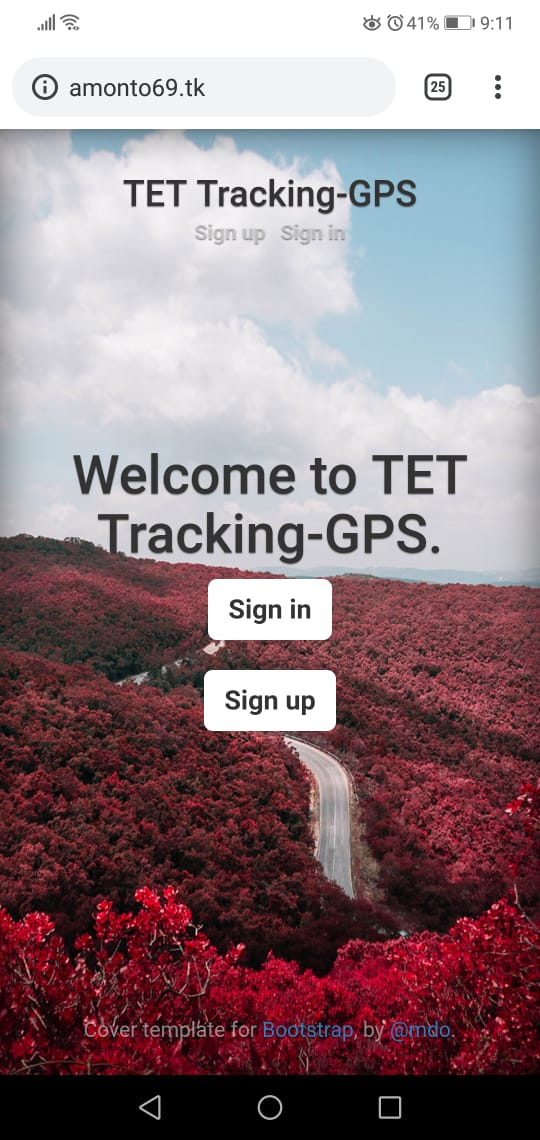 41% 9:11
amonto69.tk
25
TET Tracking-GPS
Sign up Sign in
Welcome to TET
Tracking-GPS.
Sign in
Sign up
Cover template for Bootstrap, by @mdo.